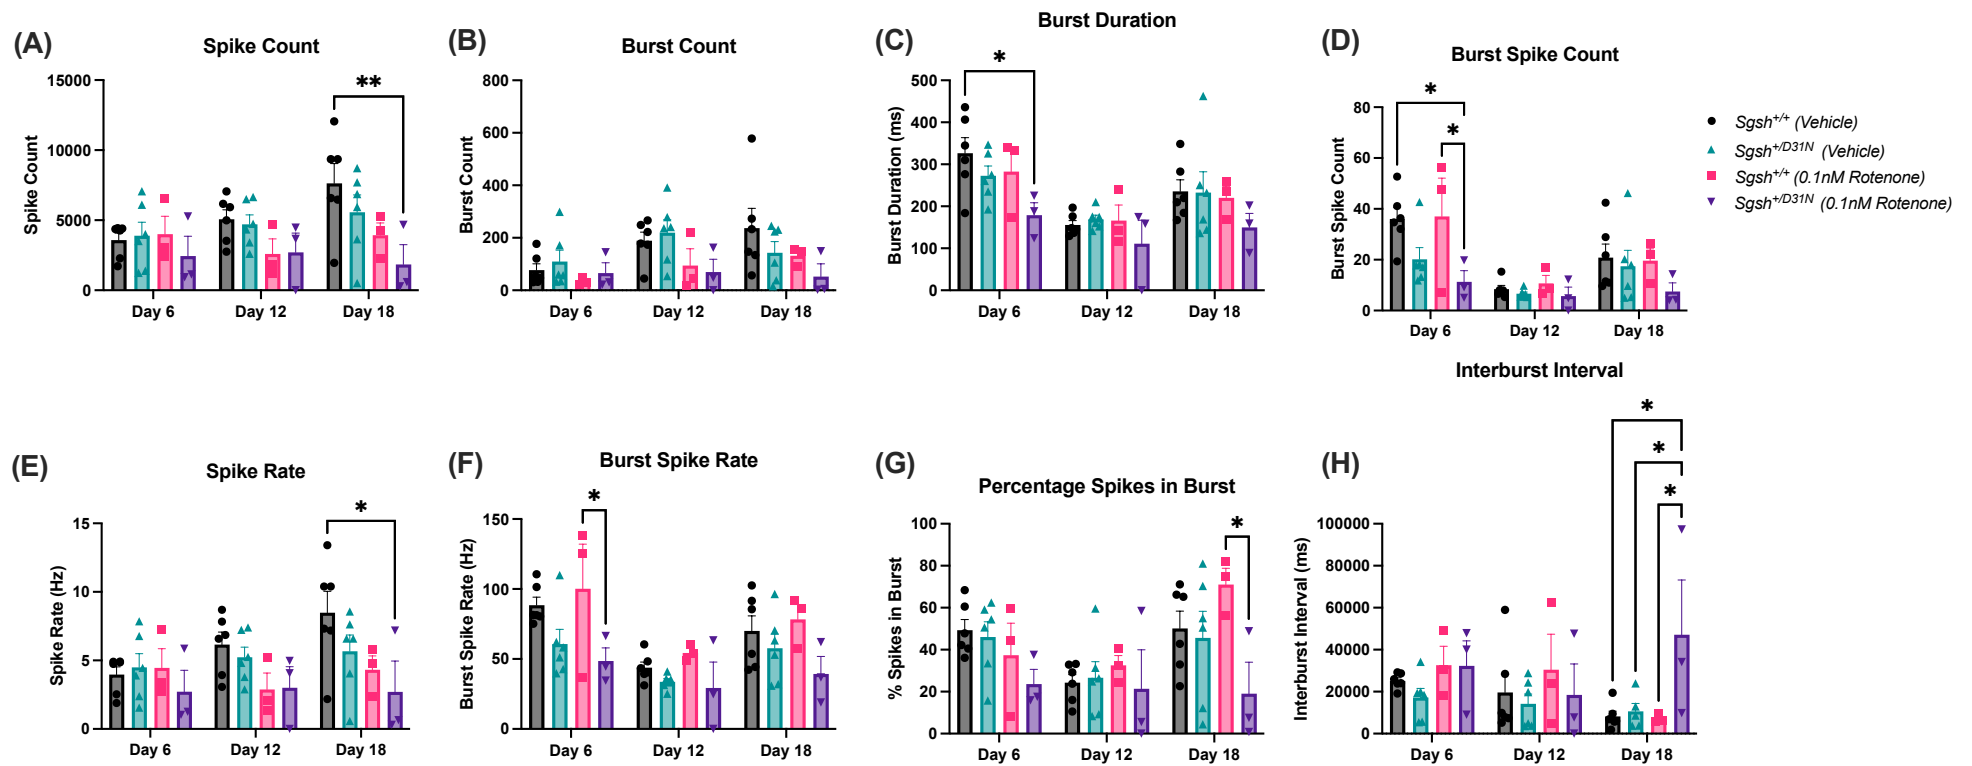 (A)
Spike Count
Spike Count
15000
10000
5000
0
**
Day 6
Day 12
Day 18
(B)
Burst Count
Burst Count
800
600
400
200
0
Day 6
Day 12
Day 18
(C)
Burst Duration
Burst Duration (ms)
500
400
300
200
100
0
*
Day 6
Day 12
Day 18
(D)
Burst Spike Count
Burst Spike Count
80
60
40
20
0
*
*
Day 6
Day 12
Day 18
Sgsh+/+ (Vehicle)
Sgsh+/D31N (Vehicle)
Sgsh+/+ (0.1nM Rotenone)
Sgsh+/D31N (0.1nM Rotenone)
(E)
Spike Rate
Spike Rate (Hz)
15
10
5
0
*
Day 6
Day 12
Day 18
(F)
Burst Spike Rate
Burst Spike Rate (Hz)
150
100
50
0
*
Day 6
Day 12
Day 18
(G)
Percentage Spikes in Burst
% Spikes in Burst
100
80
60
40
20
0
*
Day 6
Day 12
Day 18
(H)
Interburst Interval
Interburst Interval (ms)
100000
80000
60000
40000
20000
0
*
*
*
Day 6
Day 12
Day 18